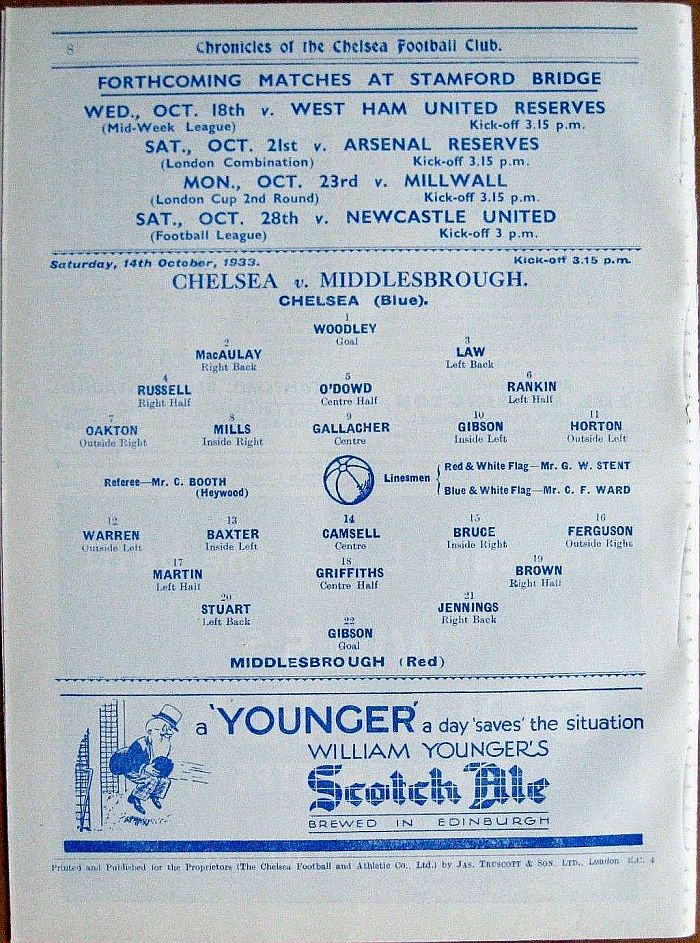 8 Chronicles of the Chelsea Football Club.
FORTHCOMING MATCHES AT STAMFORD BRIDGE
WED., OCT. 18th v. WEST HAM UNITED RESERVES
(Mid-Week League) Kick-off 3.15 p.m.
SAT., OCT. 21st v. ARSENAL RESERVES
(London Combination) Kick-off 3.15 p.m.
MON., OCT. 23rd v. MILLWALL
(London Cup 2nd Round) Kick-off 3.15 p.m.
SAT., OCT. 28th v. NEWCASTLE UNITED
(Football League) Kick-off 3 p.m.
Saturday, 14th October, 1933. Kick-off 3.15 p.m.
CHELSEA v. MIDDLESBROUGH.
CHELSEA (Blue).
1
WOODLEY
Goal
2 3
MacAULAY LAW
Right Back Left Back
4 5 6
RUSSELL O'DOWD RANKIN
Right Half Centre Half Left Half
7 8 9 10 11
OAKTON MILLS GALLACHER GIBSON HORTON
Outside Right Inside Right Centre Inside Left Outside Left
Referee—Mr. C. BOOTH
(Heywood)
Linesmen
Red & White Flag—Mr. G. W. STENT
Blue & White Flag—Mr. C. F. WARD
12 13 14 15 16
WARREN BAXTER CAMSELL BRUCE FERGUSON
Outside Left Inside Left Centre Inside Right Outside Right
17 18 19
MARTIN GRIFFITHS BROWN
Left Half Centre Half Right Half
20 21
STUART JENNINGS
Left Back Right Back
22
GIBSON
Goal
MIDDLESBROUGH (Red)
a 'YOUNGER' a day 'saves' the situation
WILLIAM YOUNGER'S
Scotch Ale
BREWED IN EDINBURGH
Printed and Published for the Proprietors (The Chelsea Football and Athletic Co., Ltd.) by JAS. TRUSCOTT & SON, LTD., London E.C. 4